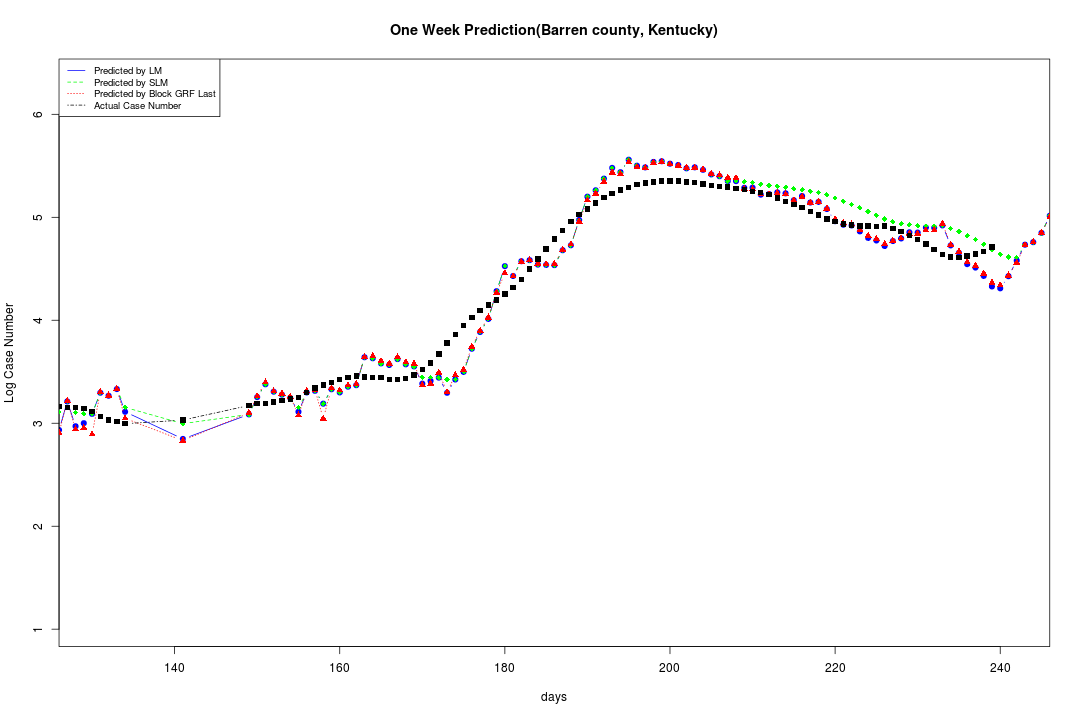 One Week Prediction(Barren county, Kentucky)
Predicted by LM
Predicted by SLM
Predicted by Block GRF Last
Actual Case Number
Log Case Number
6
5
4
3
2
1
140 160 180 200 220 240
days